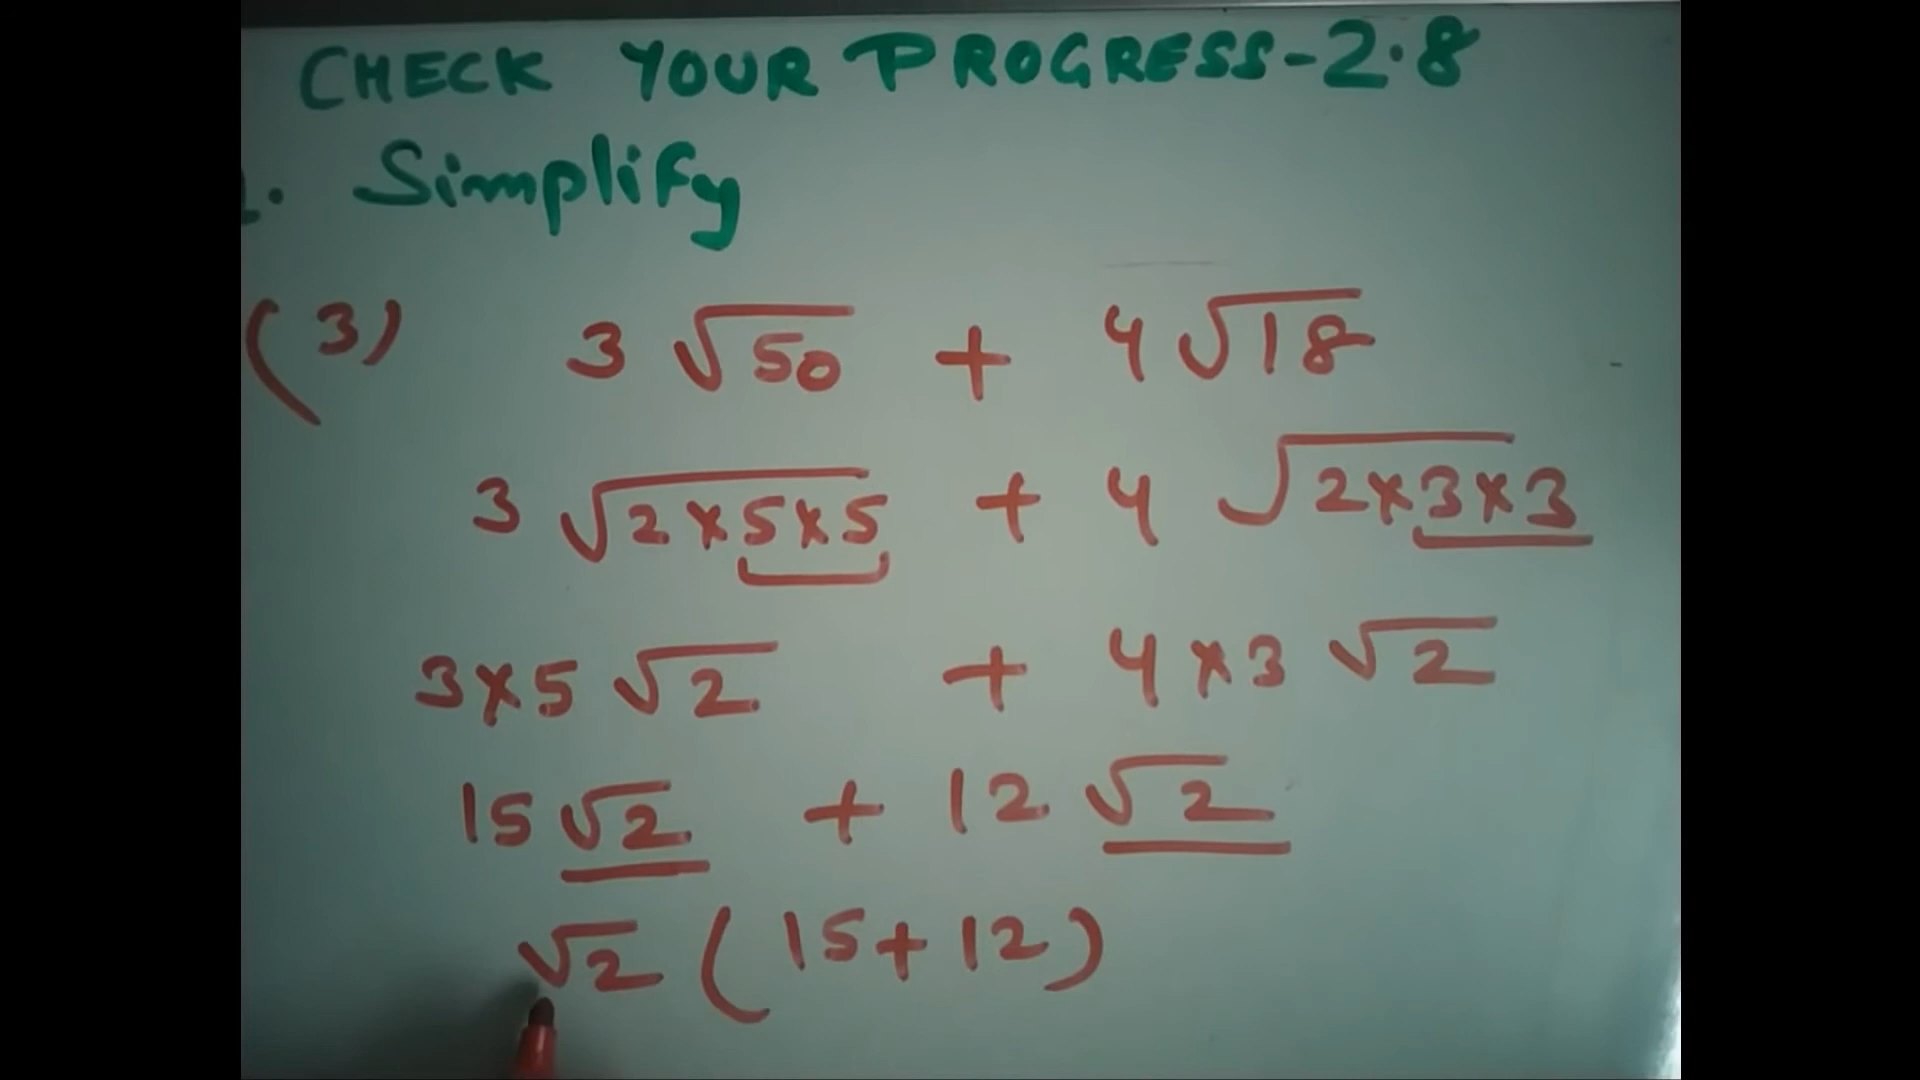 CHECK YOUR PROGRESS-2.8
. Simplify
(3) 3√50 + 4√18
3√2×5×5 + 4√2×3×3
3×5√2 + 4×3√2
15√2 + 12√2
√2(15+12)